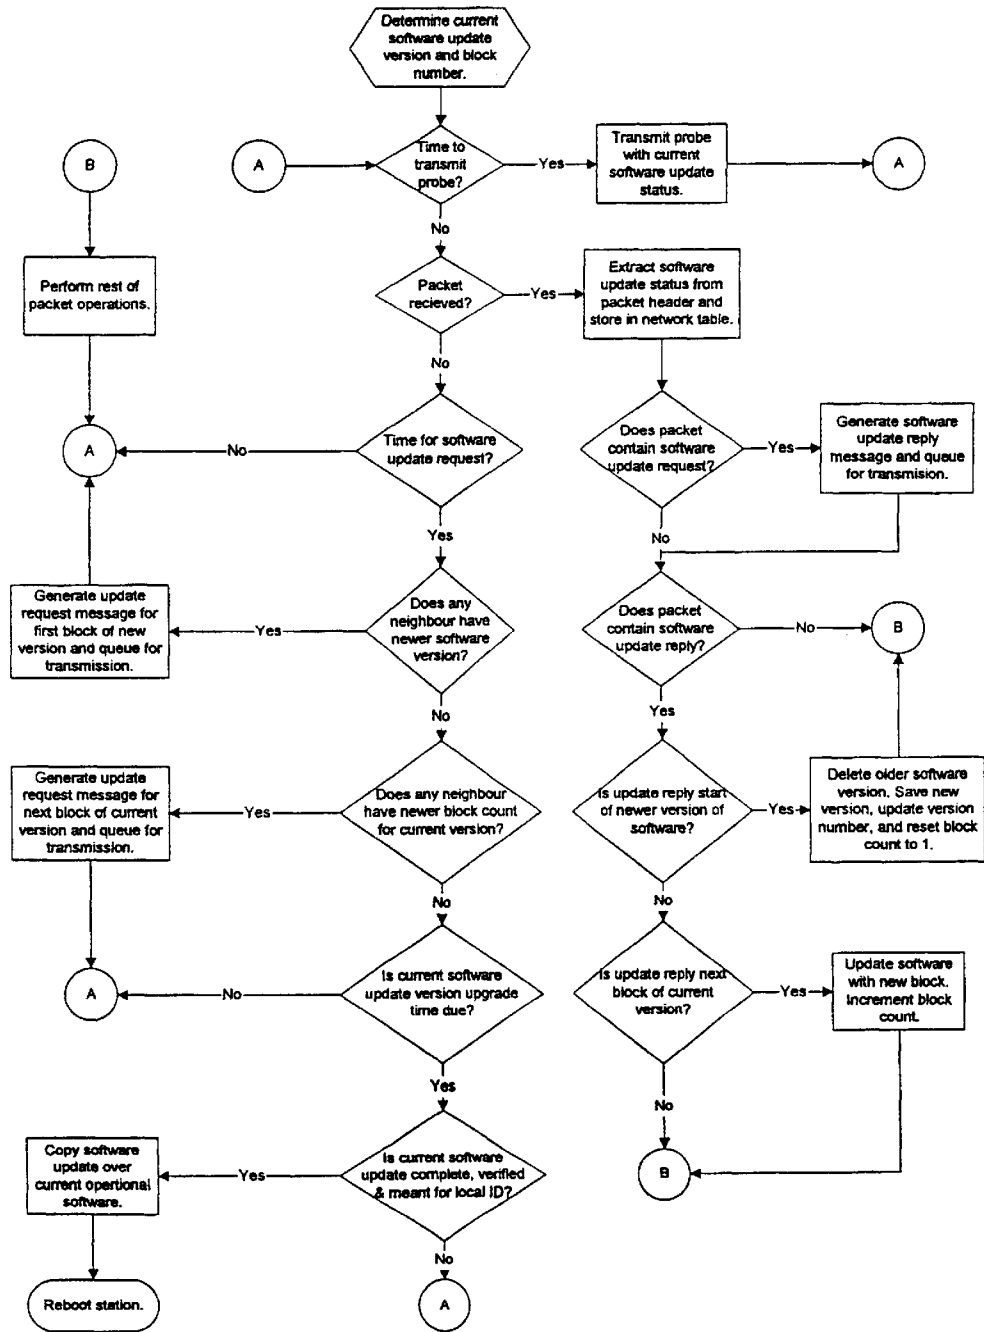 Determine current
software update
version and block
number.
B
A
Time to
transmit
probe?
Yes
Transmit probe
with current
software update
status.
A
No
Perform rest of
packet operations.
Packet
recieved?
Yes
Extract software
update status from
packet header and
store in network table.
No
A
No
Time for software
update request?
Does packet
contain software
update request?
Yes
Generate software
update reply
message and queue
for transmision.
Yes
No
Generate update
request message for
first block of new
version and queue for
transmission.
Yes
Does any
neighbour have
newer software
version?
Does packet
contain software
update reply?
No
B
No
Yes
Generate update
request message for
next block of current
version and queue for
transmission.
Yes
Does any neighbour
have newer block count
for current version?
Is update reply start
of newer version of
software?
Yes
Delete older software
version, Save new
version, update version
number, and reset block
count to 1.
No
No
A
No
Is current software
update version upgrade
time due?
Is update reply next
block of current
version?
Yes
Update software
with new block.
Increment block
count.
Yes
No
Copy software
update over
current opertional
software.
Yes
Is current software
update complete, verified
& meant for local ID?
B
No
Reboot station.
A